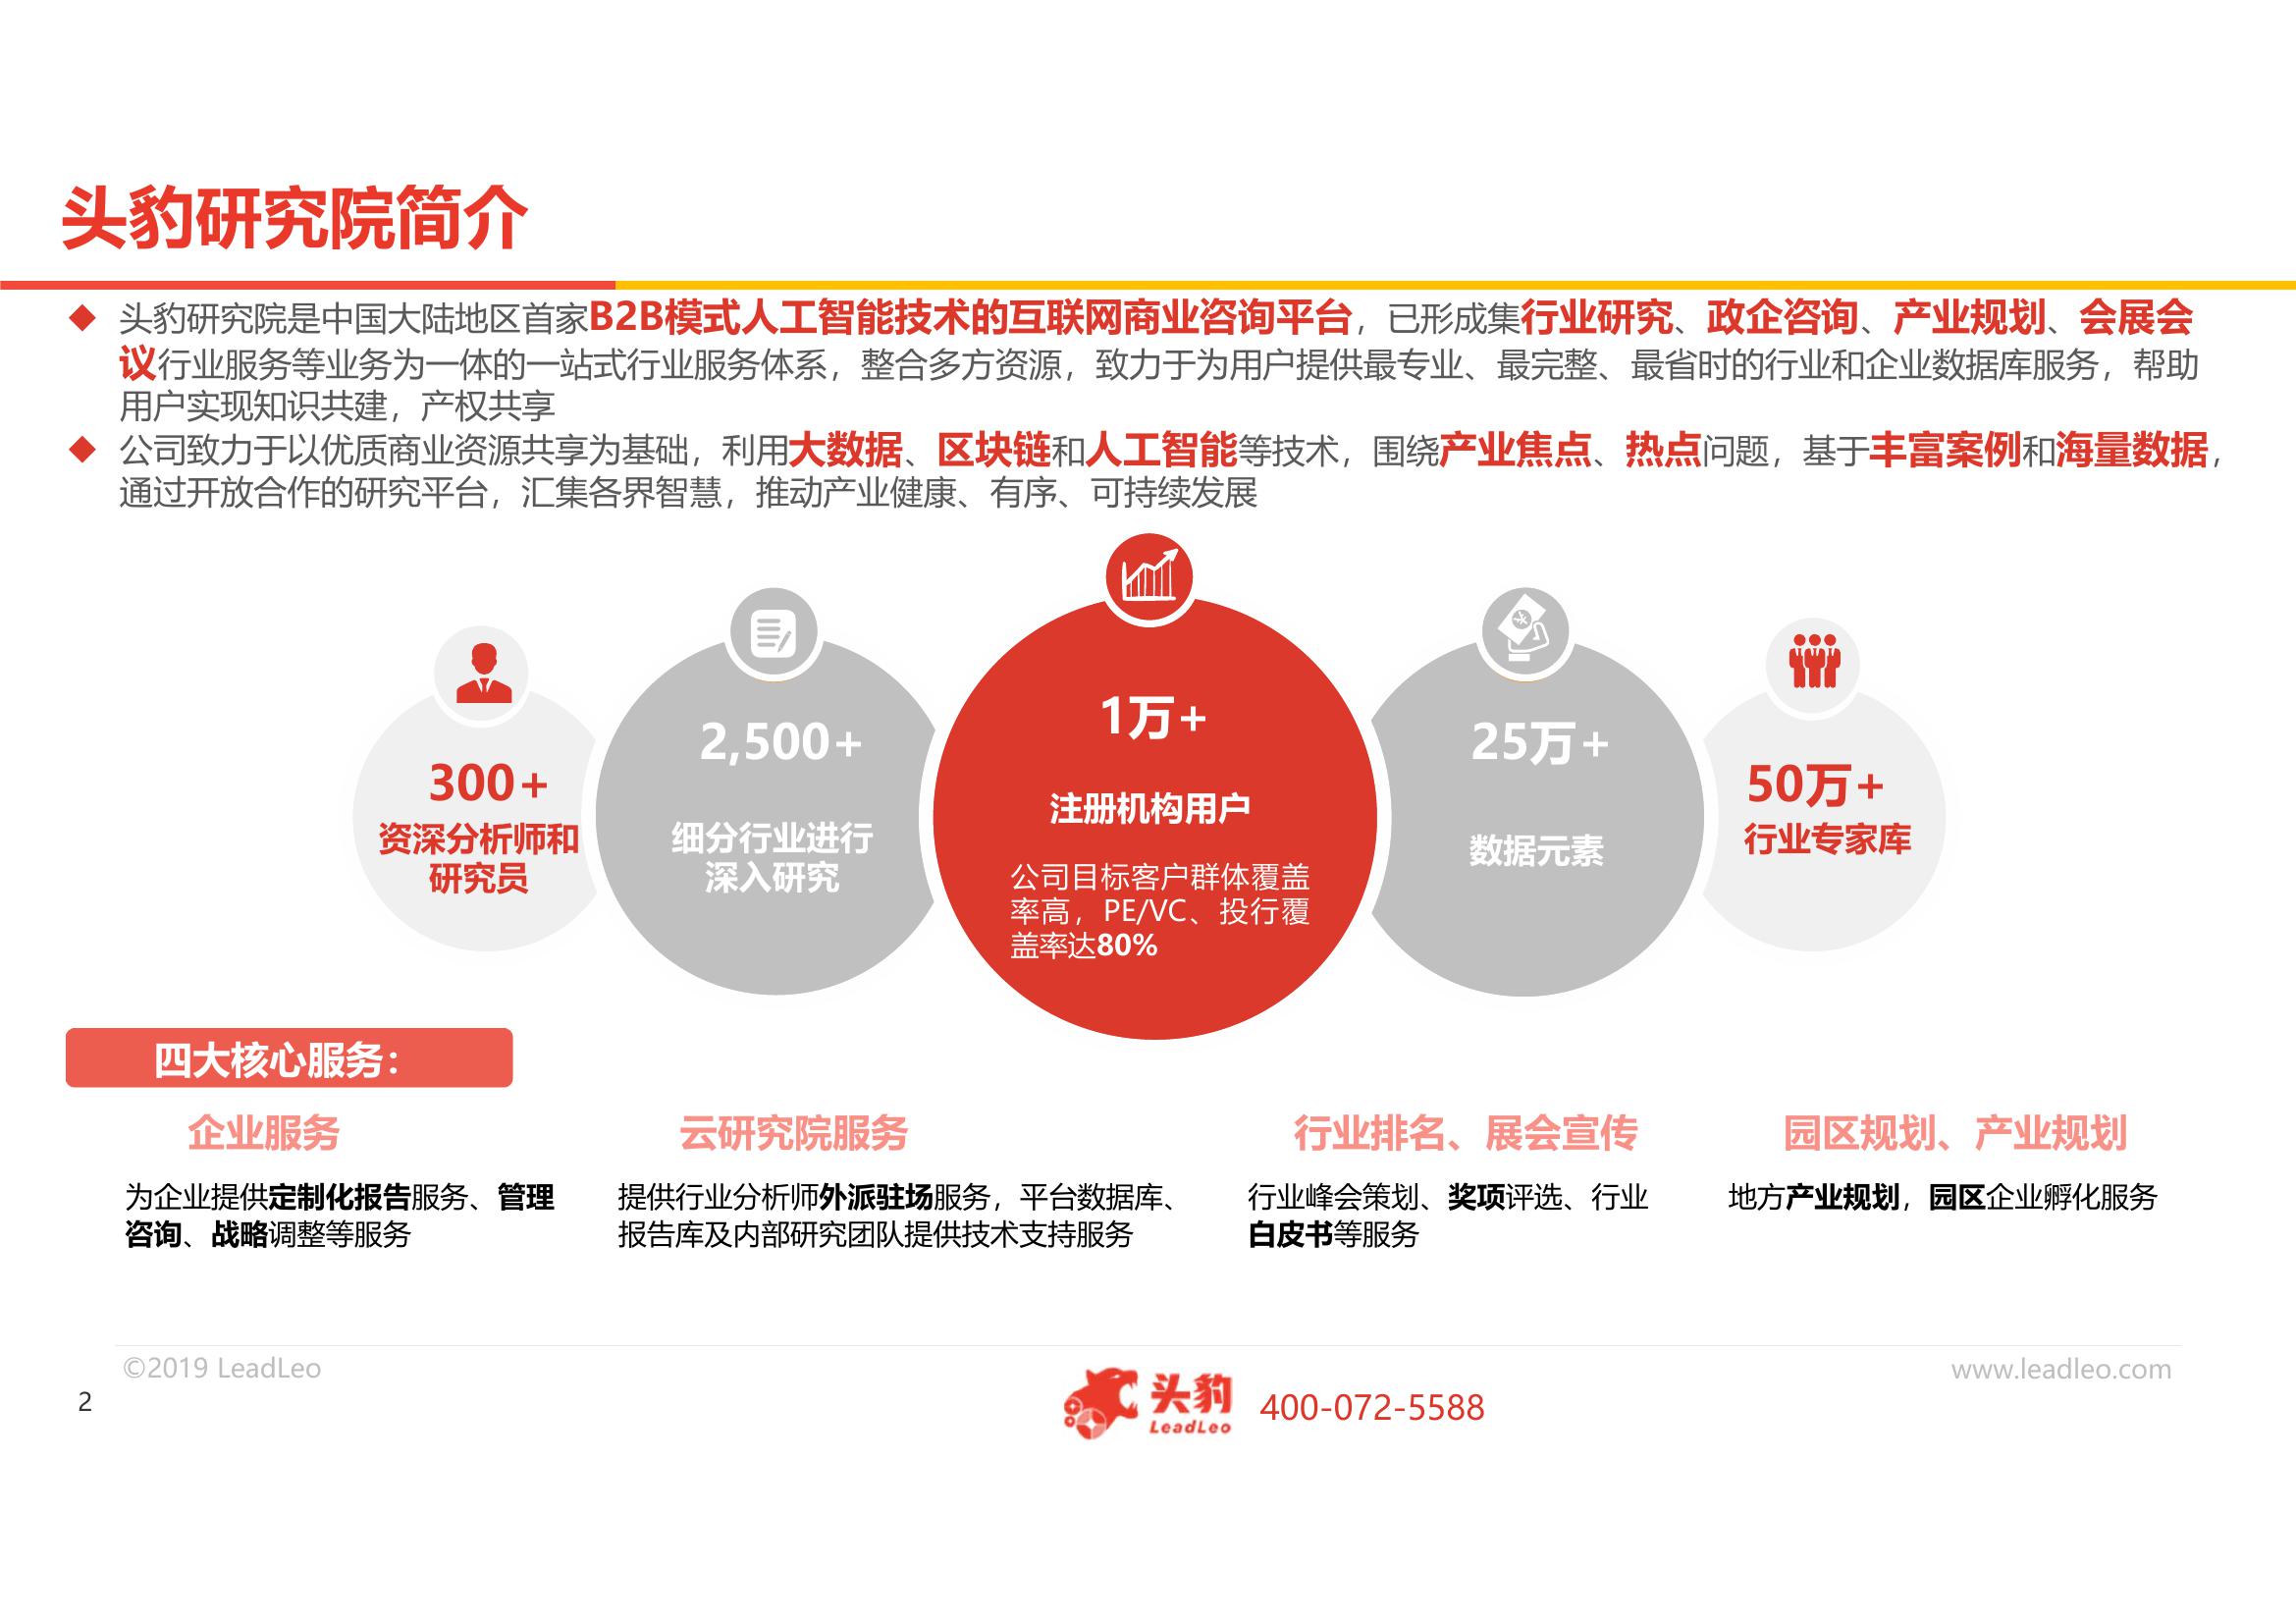 头豹研究院简介
头豹研究院是中国大陆地区首家B2B模式人工智能技术的互联网商业咨询平台，已形成集行业研究、政企咨询、产业规划、会展会
议行业服务等业务为一体的一站式行业服务体系，整合多方资源，致力于为用户提供最专业、最完整、最省时的行业和企业数据库服务，帮助
用户实现知识共建，产权共享
公司致力于以优质商业资源共享为基础，利用大数据、区块链和人工智能等技术，围绕产业焦点、热点问题，基于丰富案例和海量数据，
通过开放合作的研究平台，汇集各界智慧，推动产业健康、有序、可持续发展
300+
资深分析师和
研究员
2,500+
细分行业进行
深入研究
1万+
注册机构用户
公司目标客户群体覆盖
率高，PE/VC、投行覆
盖率达80%
25万+
数据元素
50万+
行业专家库
四大核心服务：
企业服务
为企业提供定制化报告服务、管理
咨询、战略调整等服务
云研究院服务
提供行业分析师外派驻场服务，平台数据库、
报告库及内部研究团队提供技术支持服务
行业排名、展会宣传
行业峰会策划、奖项评选、行业
白皮书等服务
园区规划、产业规划
地方产业规划，园区企业孵化服务
©2019 LeadLeo
www.leadleo.com
2
头豹
LeadLeo
400-072-5588